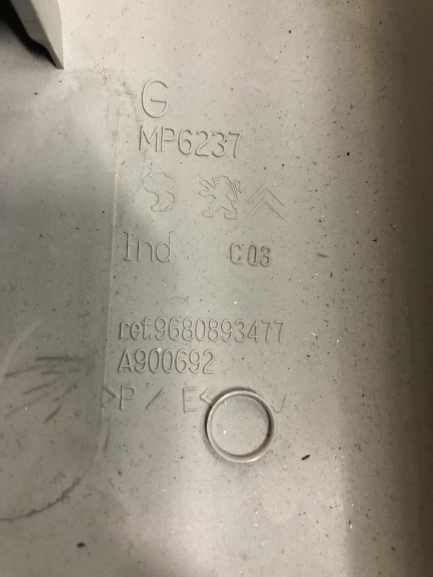 G
MP6237
Ind C03
ref.9680893477
A900692
>P / E<